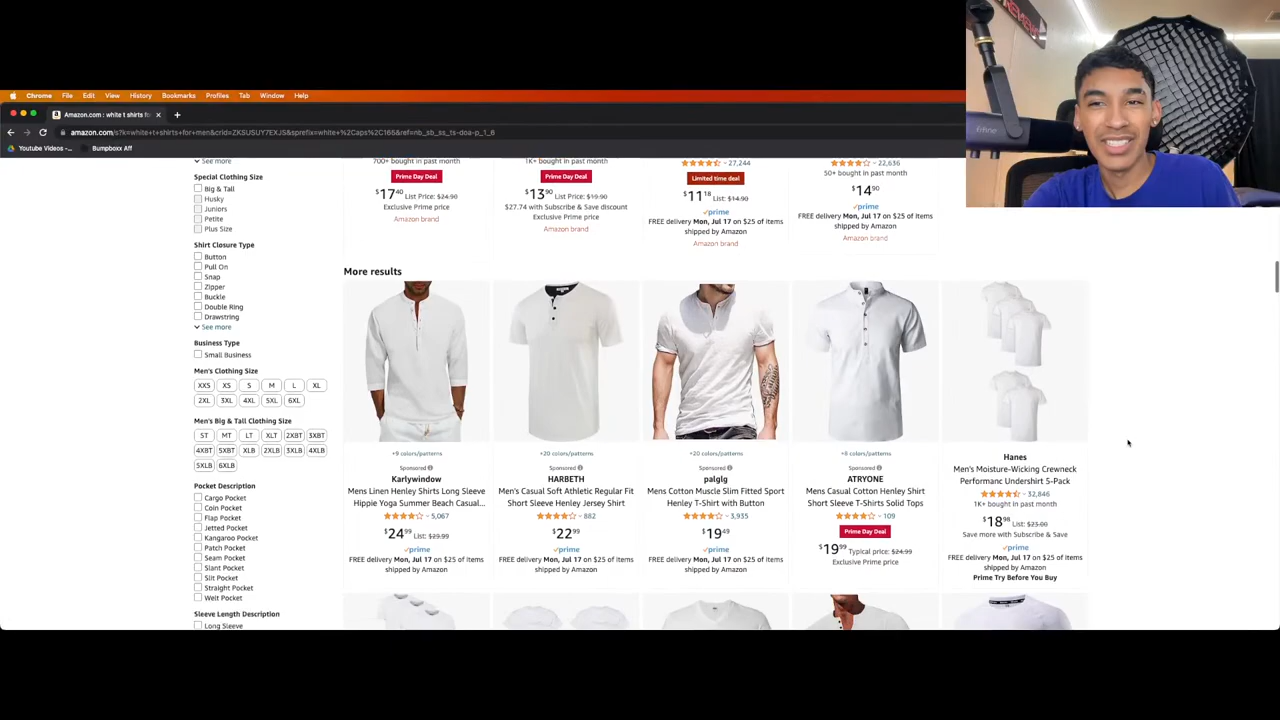 Chrome File Edit View History Bookmarks Profiles Tab Window Help
Amazon.com : white t shirts fo
amazon.com/s?k=white+t+shirts+for+men&crid=ZKSUSUY7EXJS&sprefix=white+%2Caps%2C165&ref=nb_sb_ss_ts-doa-p_1_6
Youtube Videos -... Bumpboxx Aff
See more
Special Clothing Size
Big & Tall
Husky
Juniors
Petite
Plus Size
Shirt Closure Type
Button
Pull On
Snap
Zipper
Buckle
Double Ring
Drawstring
See more
Business Type
Small Business
Men's Clothing Size
XXS XS S M L XL
2XL 3XL 4XL 5XL 6XL
Men's Big & Tall Clothing Size
ST MT LT XLT 2XBT 3XBT
4XBT 5XBT XLB 2XLB 3XLB 4XLB
5XLB 6XLB
Pocket Description
Cargo Pocket
Coin Pocket
Flap Pocket
Jetted Pocket
Kangaroo Pocket
Patch Pocket
Seam Pocket
Slant Pocket
Slit Pocket
Straight Pocket
Welt Pocket
Sleeve Length Description
Long Sleeve
700+ bought in past month
Prime Day Deal
$17.40 List Price: $24.90
Exclusive Prime price
Amazon brand
1K+ bought in past month
Prime Day Deal
$13.90 List Price: $19.90
$27.74 with Subscribe & Save discount
Exclusive Prime price
Amazon brand
27,244
Limited time deal
$11.18 List: $14.90
prime
FREE delivery Mon, Jul 17 on $25 of items
shipped by Amazon
Amazon brand
22,636
50+ bought in past month
$14.90
prime
FREE delivery Mon, Jul 17 on $25 of items
shipped by Amazon
Amazon brand
More results
+9 colors/patterns
Sponsored
Karlywindow
Mens Linen Henley Shirts Long Sleeve
Hippie Yoga Summer Beach Casual...
5,067
$24.99 List: $29.99
prime
FREE delivery Mon, Jul 17 on $25 of items
shipped by Amazon
+20 colors/patterns
Sponsored
HARBETH
Men's Casual Soft Athletic Regular Fit
Short Sleeve Henley Jersey Shirt
882
$22.99
prime
FREE delivery Mon, Jul 17 on $25 of items
shipped by Amazon
+20 colors/patterns
Sponsored
palglg
Mens Cotton Muscle Slim Fitted Sport
Henley T-Shirt with Button
3,935
$19.49
prime
FREE delivery Mon, Jul 17 on $25 of items
shipped by Amazon
+8 colors/patterns
Sponsored
ATRYONE
Mens Casual Cotton Henley Shirt
Short Sleeve T-Shirts Solid Tops
109
Prime Day Deal
$19.99 Typical price: $24.99
Exclusive Prime price
Hanes
Men's Moisture-Wicking Crewneck
Performanc Undershirt 5-Pack
32,846
1K+ bought in past month
$18.98 List: $23.00
Save more with Subscribe & Save
prime
FREE delivery Mon, Jul 17 on $25 of items
shipped by Amazon
Prime Try Before You Buy